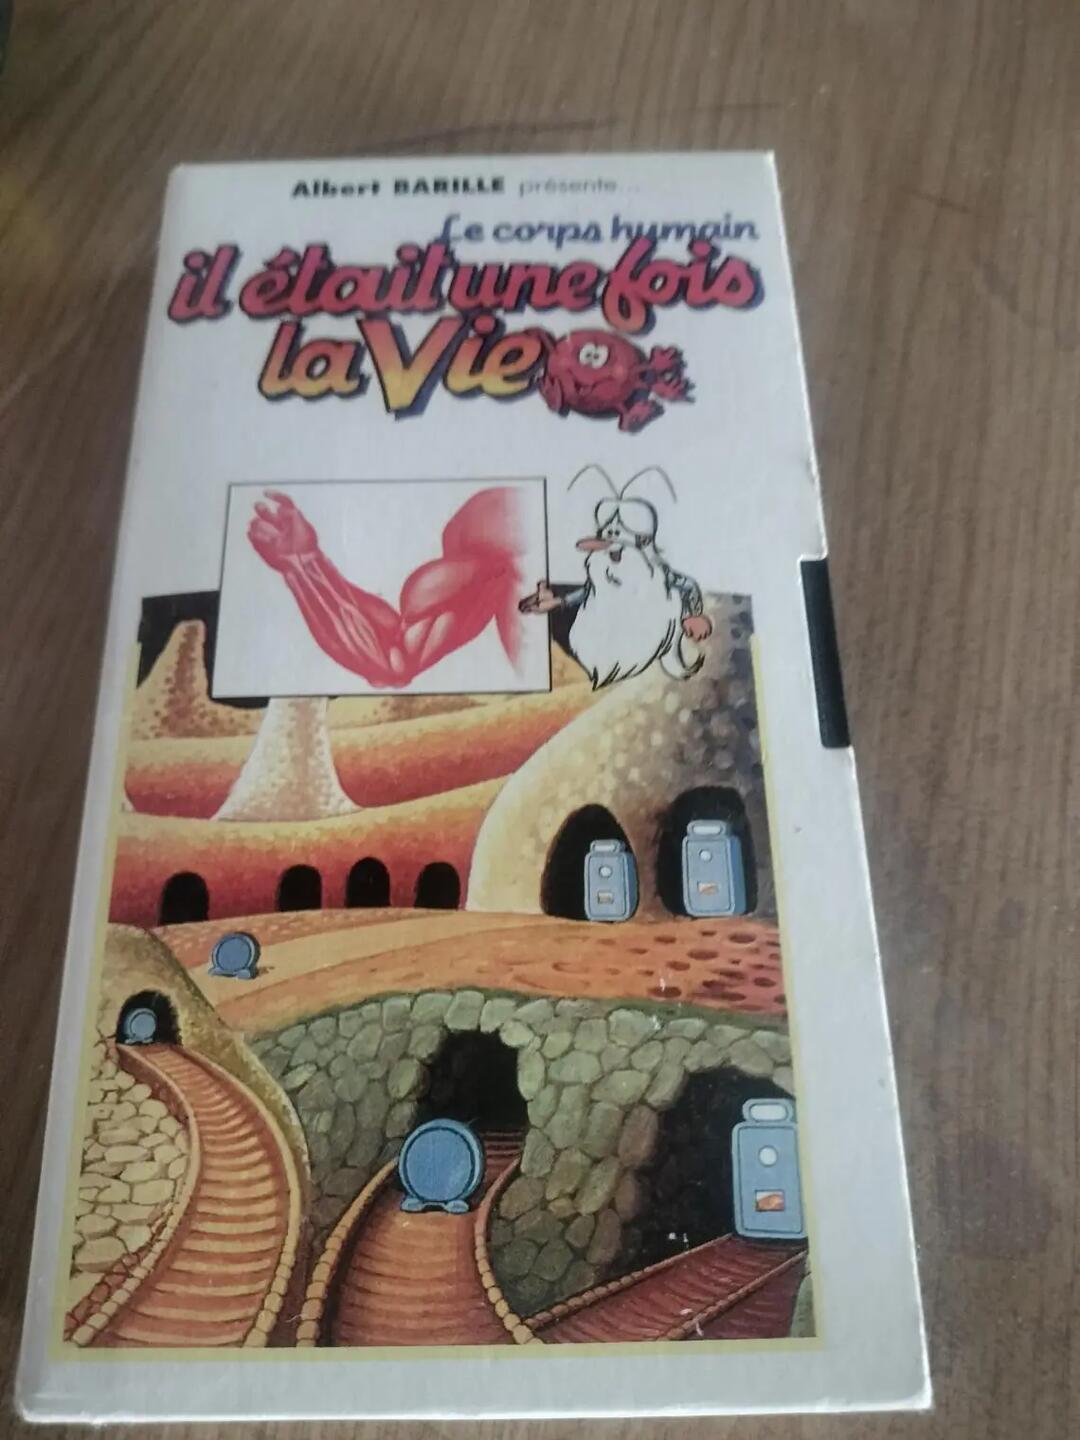 Albert BARILLE présente...
Le corps humain
il était une fois
la Vie